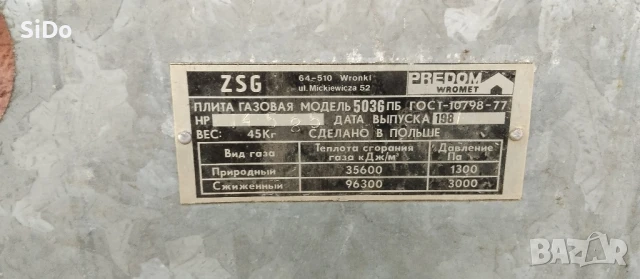 SiDo
ZSG
64-510 Wronki
ul. Mickiewicza 52
PREDOM
WROMET
ПЛИТА ГАЗОВАЯ МОДЕЛЬ 5036 ПБ ГОСТ-10798-77
НР ДАТА ВЫПУСКА 198
ВЕС: 45Кг СДЕЛАНО В ПОЛЬШЕ
Вид газа Теплота сгорания газа кДж/м³ Давление Па
Природный 35600 1300
Сжиженный 96300 3000
BAZAR